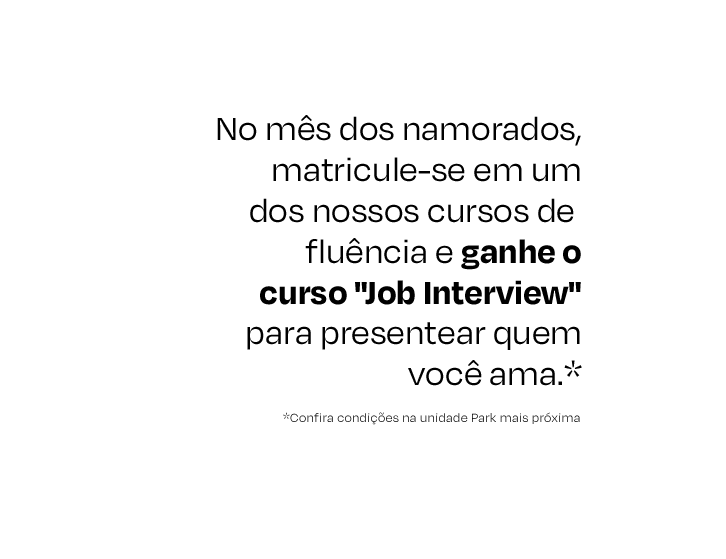 No mês dos namorados,
matricule-se em um
dos nossos cursos de
fluência e ganhe o
curso "Job Interview"
para presentear quem
você ama.*
*Confira condições na unidade Park mais próxima